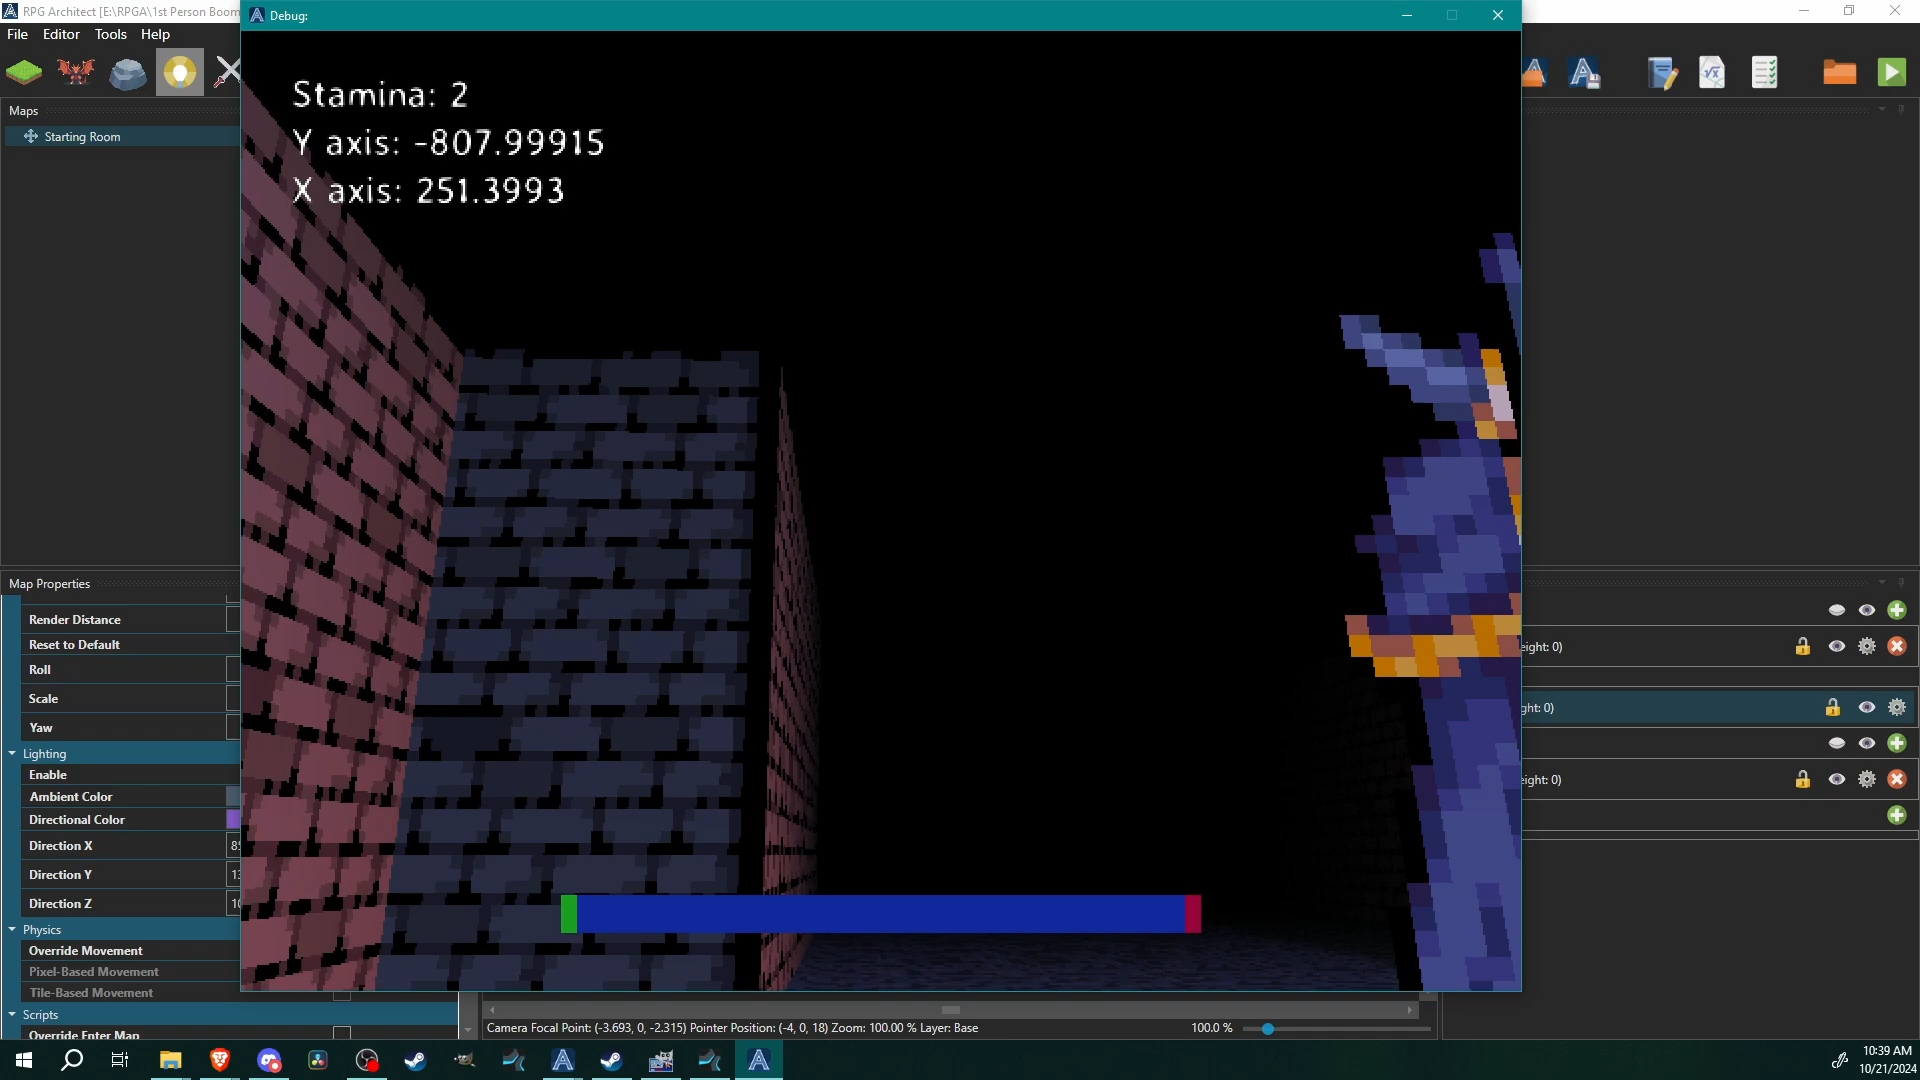 RPG Architect [E:\RPGA\1st Person Boom
Debug:
File Editor Tools Help
Maps
Starting Room
Stamina: 2
Y axis: -807.99915
X axis: 251.3993
Map Properties
Render Distance
Reset to Default
Roll
Scale
Yaw
Lighting
Enable
Ambient Color
Directional Color
Direction X
Direction Y
Direction Z
Physics
Override Movement
Pixel-Based Movement
Tile-Based Movement
Scripts
Override Enter Map
eight: 0)
ght: 0)
eight: 0)
Camera Focal Point: (-3.693, 0, -2.315) Pointer Position: (-4, 0, 18) Zoom: 100.00 % Layer: Base
100.0 %
10:39 AM
10/21/2024